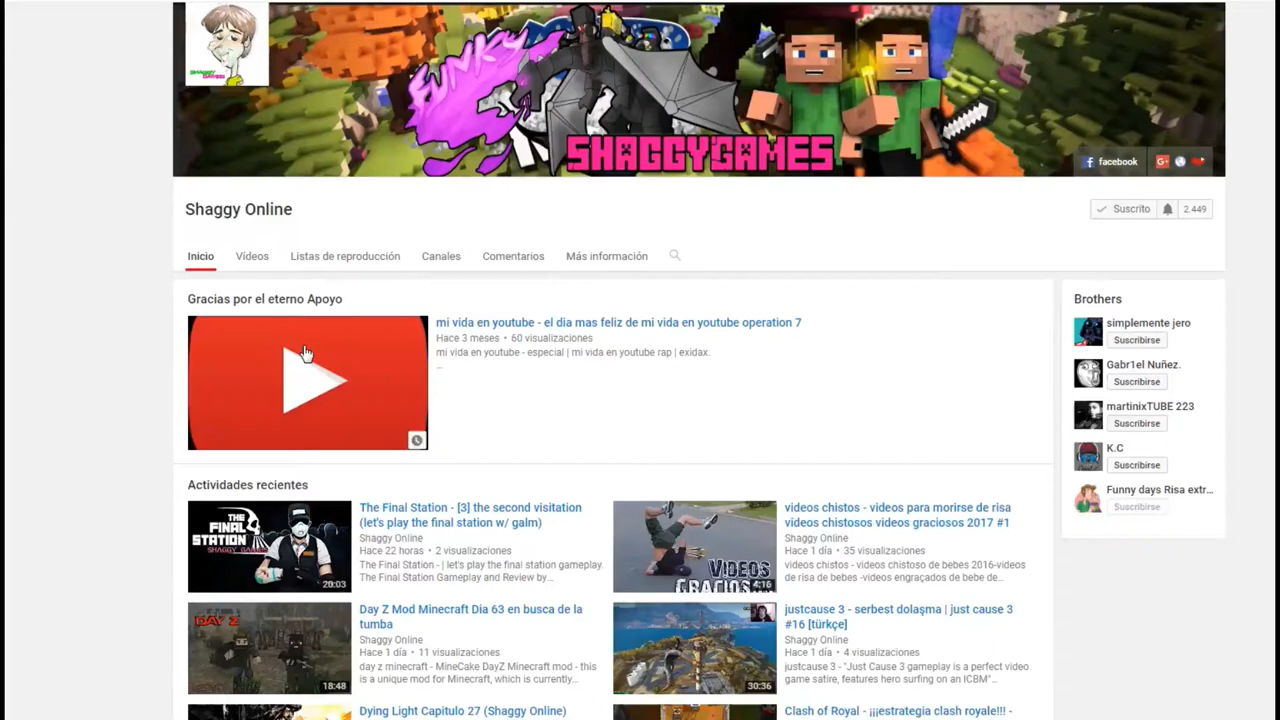 SHAGGYGAMES
facebook
Shaggy Online
Suscrito
2.449
Inicio
Vídeos
Listas de reproducción
Canales
Comentarios
Más información
Gracias por el eterno Apoyo
mi vida en youtube - el dia mas feliz de mi vida en youtube operation 7
Hace 3 meses • 60 visualizaciones
mi vida en youtube - especial | mi vida en youtube rap | exidax.
...
Brothers
simplemente jero
Suscribirse
Gabr1el Nuñez.
Suscribirse
martinixTUBE 223
Suscribirse
K.C
Suscribirse
Funny days Risa extr...
Suscribirse
Actividades recientes
THE FINAL STATION
SHAGGY GAMES
20:03
The Final Station - [3] the second visitation
(let's play the final station w/ galm)
Shaggy Online
Hace 22 horas • 2 visualizaciones
The Final Station - | let's play the final station gameplay.
The Final Station Gameplay and Review by...
VIDEOS
GRACIOSOS
4:16
videos chistos - videos para morirse de risa
videos chistosos videos graciosos 2017 #1
Shaggy Online
Hace 1 día • 35 visualizaciones
videos chistos - videos chistoso de bebes 2016-videos
de risa de bebes -videos engraçados de bebe de...
DAY Z
18:48
Day Z Mod Minecraft Dia 63 en busca de la
tumba
Shaggy Online
Hace 1 día • 11 visualizaciones
day z minecraft - MineCake DayZ Minecraft mod - this
is a unique mod for Minecraft, which is currently...
30:36
justcause 3 - serbest dolaşma | just cause 3
#16 [türkçe]
Shaggy Online
Hace 1 día • 4 visualizaciones
justcause 3 - "Just Cause 3 gameplay is a perfect video
game satire, features hero surfing on an ICBM"...
Dying Light Capitulo 27 (Shaggy Online)
Clash of Royal - ¡¡¡estrategia clash royale!!! -